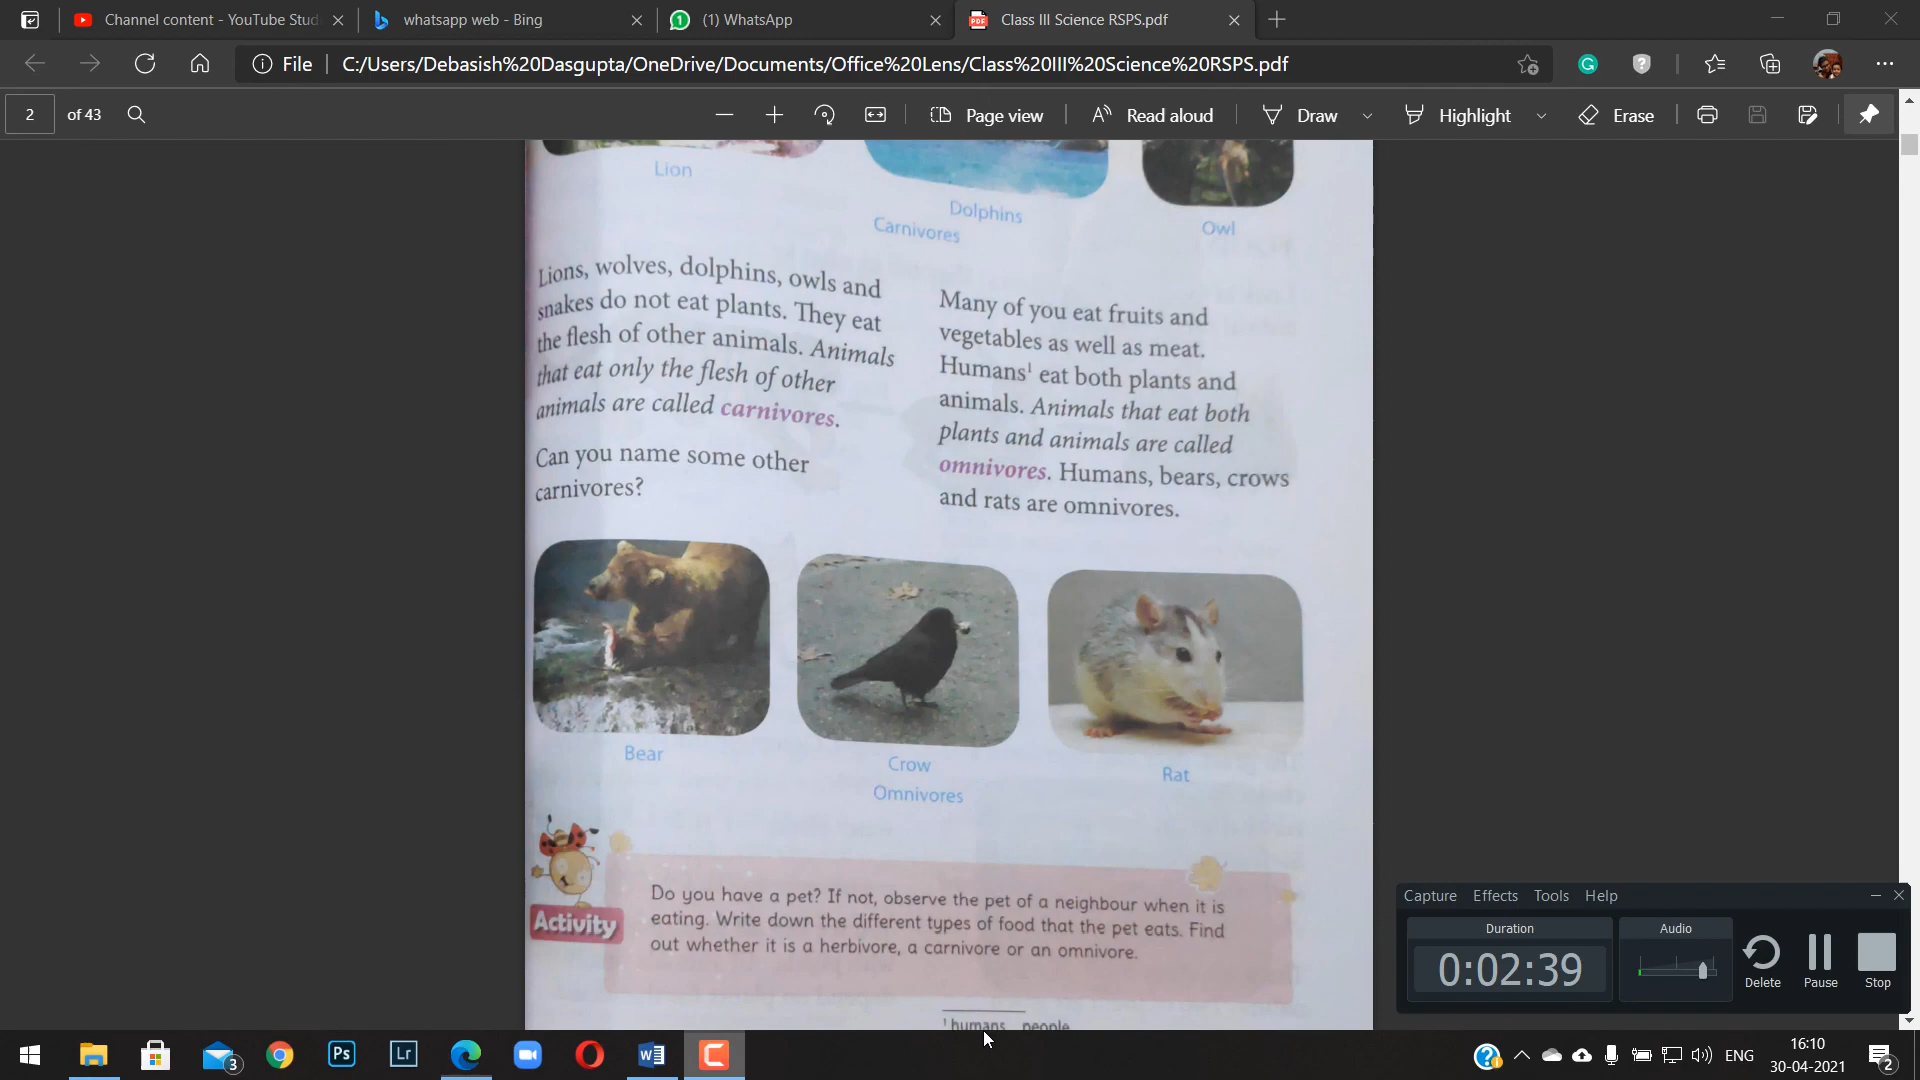 Channel content - YouTube Stud
whatsapp web - Bing
(1) WhatsApp
Class III Science RSPS.pdf
File
C:/Users/Debasish%20Dasgupta/OneDrive/Documents/Office%20Lens/Class%20III%20Science%20RSPS.pdf
2 of 43
Page view
Read aloud
Draw
Highlight
Erase
Lion
Dolphins
Owl
Carnivores
Lions, wolves, dolphins, owls and
snakes do not eat plants. They eat
the flesh of other animals. Animals
that eat only the flesh of other
animals are called carnivores.
Can you name some other
carnivores?
Many of you eat fruits and
vegetables as well as meat.
Humans¹ eat both plants and
animals. Animals that eat both
plants and animals are called
omnivores. Humans, bears, crows
and rats are omnivores.
Bear
Crow
Rat
Omnivores
Activity
Do you have a pet? If not, observe the pet of a neighbour when it is
eating. Write down the different types of food that the pet eats. Find
out whether it is a herbivore, a carnivore or an omnivore.
¹ humans people
Capture Effects Tools Help
Duration
Audio
0:02:39
Delete
Pause
Stop
3
Ps
Lr
ENG
16:10
30-04-2021
2